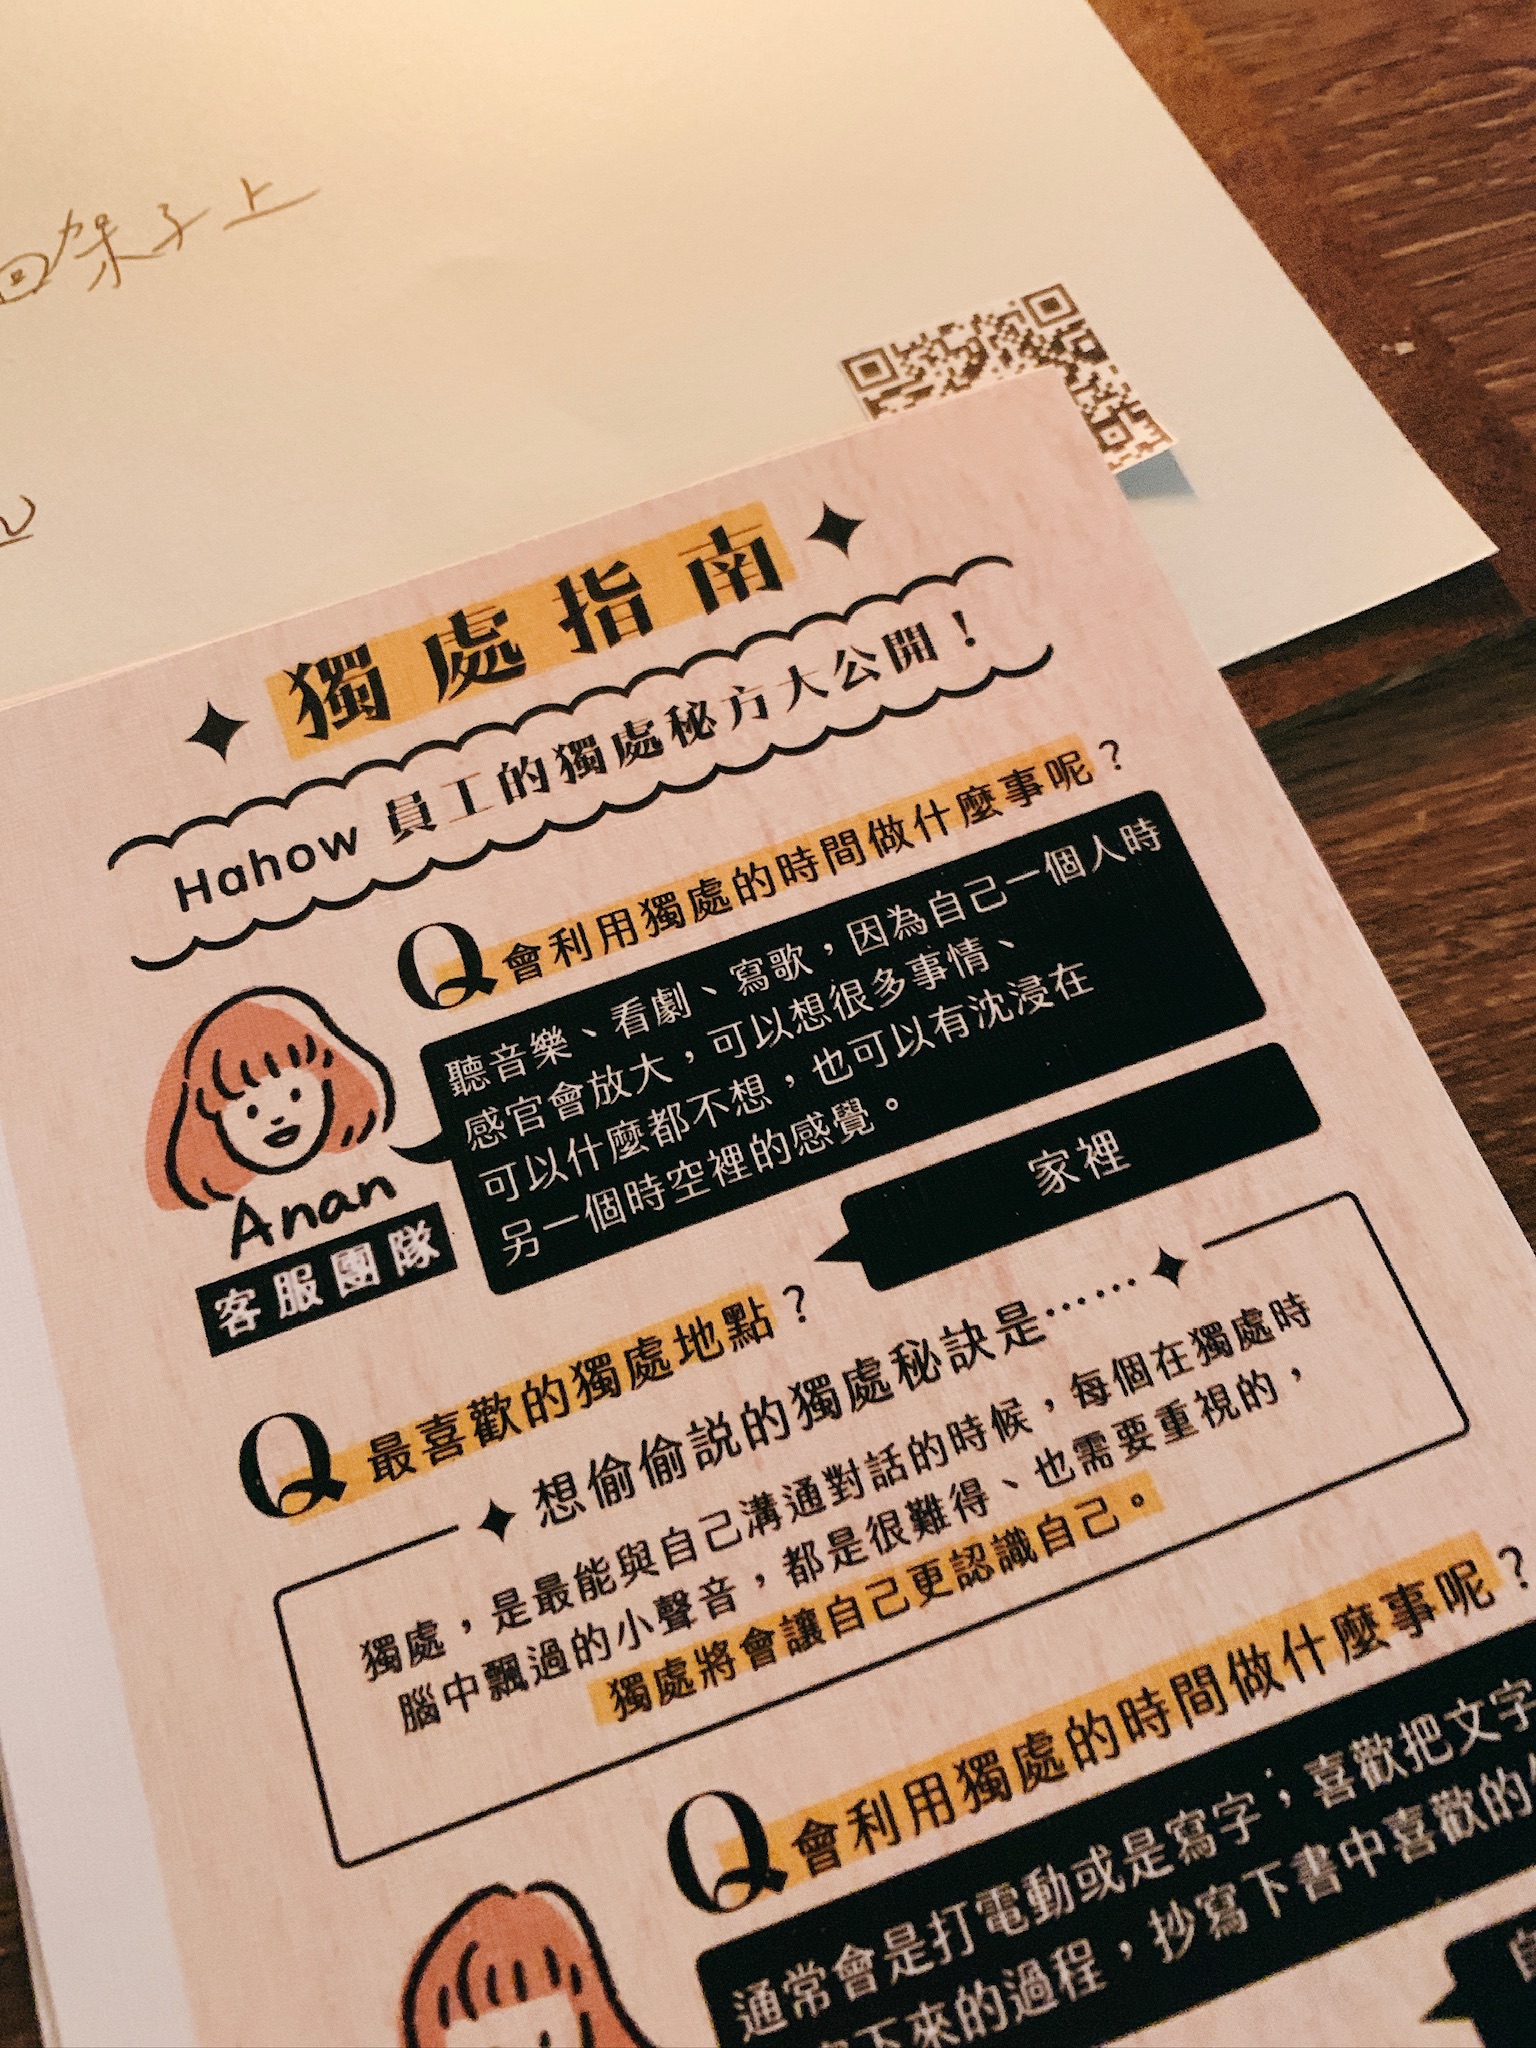 回架子上
獨處指南
Hahow 員工的獨處秘方大公開！
Q 會利用獨處的時間做什麼事呢？
聽音樂、看劇、寫歌，因為自己一個人時
感官會放大，可以想很多事情、
可以什麼都不想，也可以有沈浸在
另一個時空裡的感覺。
Anan
客服團隊
Q 最喜歡的獨處地點？
家裡
想偷偷說的獨處秘訣是⋯⋯
獨處，是最能與自己溝通對話的時候，每個在獨處時
腦中飄過的小聲音，都是很難得、也需要重視的，
獨處將會讓自己更認識自己。
Q 會利用獨處的時間做什麼事呢？
通常會是打電動或是寫字；喜歡把文字
下來的過程，抄寫下書中喜歡的